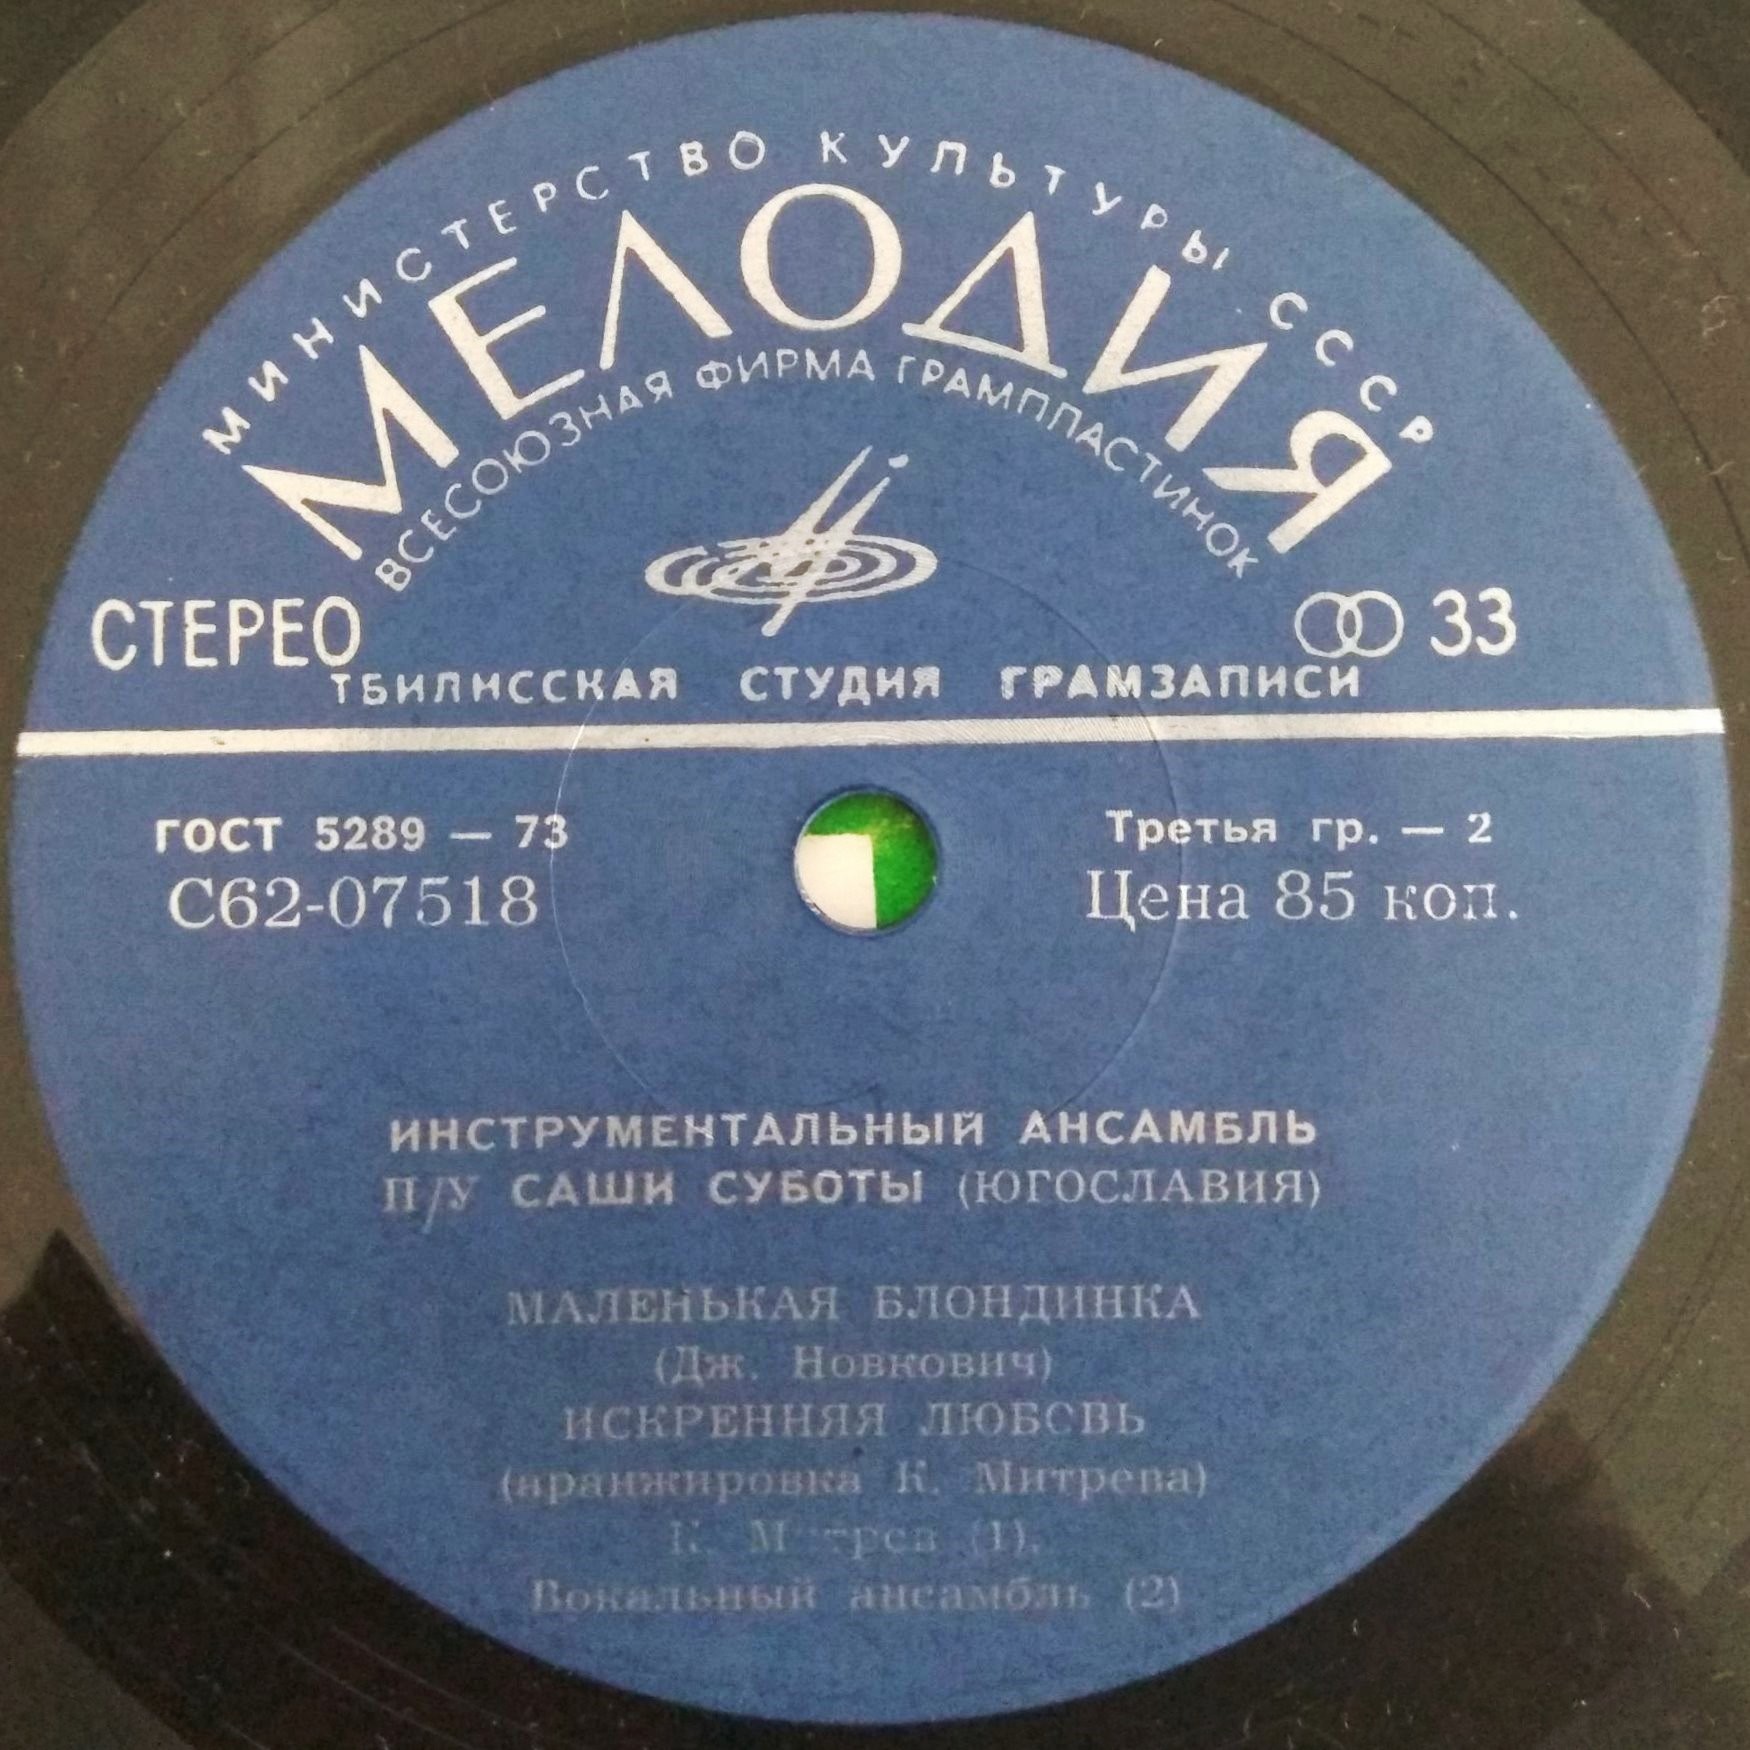 МИНИСТЕРСТВО КУЛЬТУРЫ СССР
МЕЛОДИЯ
ВСЕСОЮЗНАЯ ФИРМА ГРАМПЛАСТИНОК
СТЕРЕО
33
ТБИЛИССКАЯ СТУДИЯ ГРАМЗАПИСИ
ГОСТ 5289 — 73
Третья гр. — 2
С62-07518
Цена 85 коп.
ИНСТРУМЕНТАЛЬНЫЙ АНСАМБЛЬ
П/У САШИ СУБОТЫ (ЮГОСЛАВИЯ)
МАЛЕНЬКАЯ БЛОНДИНКА
(Дж. Новкович)
ИСКРЕННЯЯ ЛЮБОВЬ
(аранжировка К. Митрева)
К. Митрев (1),
Вокальный ансамбль (2)